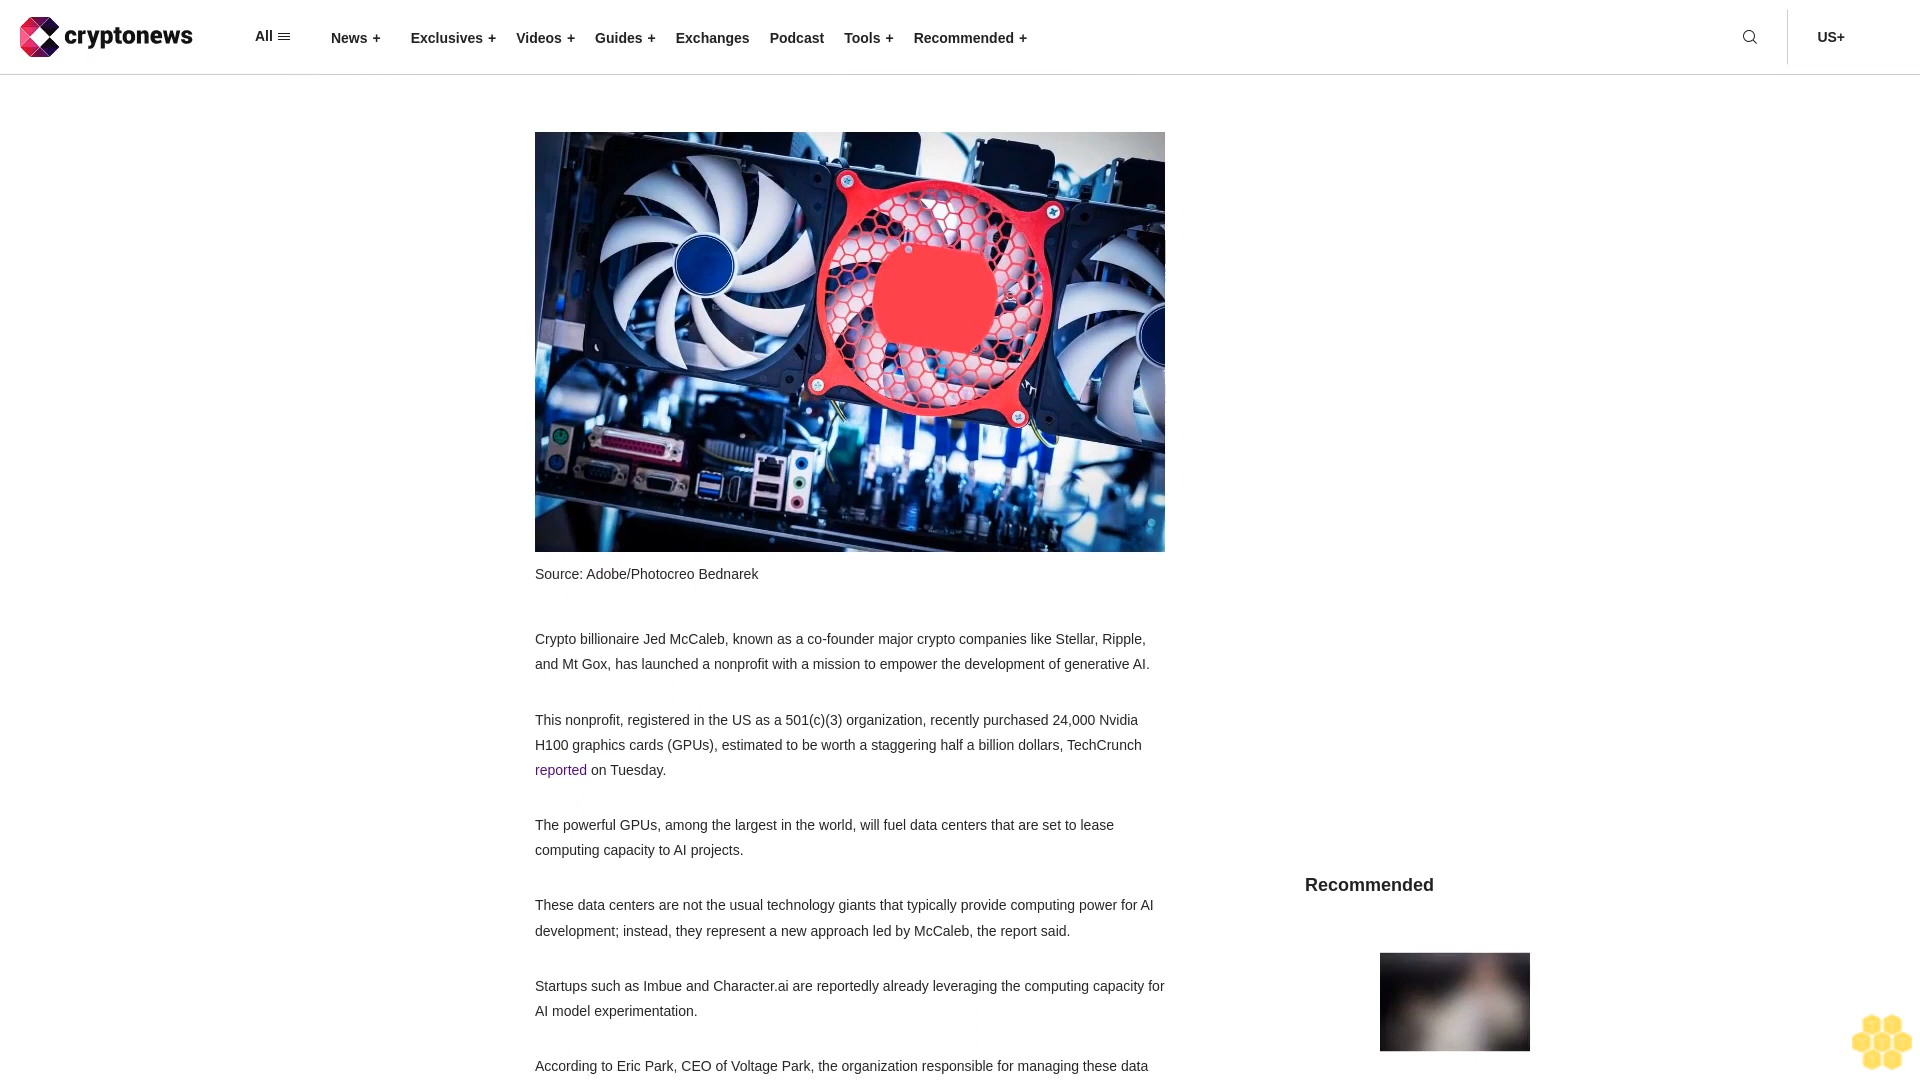 cryptonews
All
News +
Exclusives +
Videos +
Guides +
Exchanges
Podcast
Tools +
Recommended +
US+
Source: Adobe/Photocreo Bednarek
Crypto billionaire Jed McCaleb, known as a co-founder major crypto companies like Stellar, Ripple,
and Mt Gox, has launched a nonprofit with a mission to empower the development of generative AI.
This nonprofit, registered in the US as a 501(c)(3) organization, recently purchased 24,000 Nvidia
H100 graphics cards (GPUs), estimated to be worth a staggering half a billion dollars, TechCrunch
reported on Tuesday.
The powerful GPUs, among the largest in the world, will fuel data centers that are set to lease
computing capacity to AI projects.
These data centers are not the usual technology giants that typically provide computing power for AI
development; instead, they represent a new approach led by McCaleb, the report said.
Startups such as Imbue and Character.ai are reportedly already leveraging the computing capacity for
AI model experimentation.
According to Eric Park, CEO of Voltage Park, the organization responsible for managing these data
Recommended